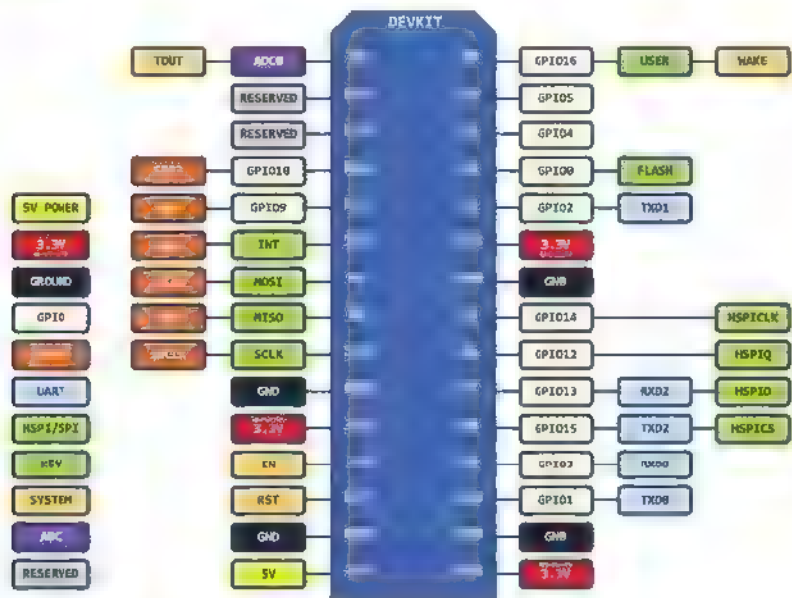 DEVKIT
TOUT ADC0 GPIO16 USER WAKE
RESERVED GPIO5
RESERVED GPIO4
GPIO10 GPIO0 FLASH
5V POWER GPIO9 GPIO2 TXD1
3.3V INT 3.3V
GROUND MOSI GND
GPIO MISO GPIO14 HSPICLK
SCLK GPIO12 HSPIQ
UART GND GPIO13 RXD2 HSPID
HSPI/SPI 3.3V GPIO15 TXD2 HSPICS
KEY EN GPIO3 RXD0
SYSTEM RST GPIO1 TXD0
ADC GND GND
RESERVED 5V 3.3V